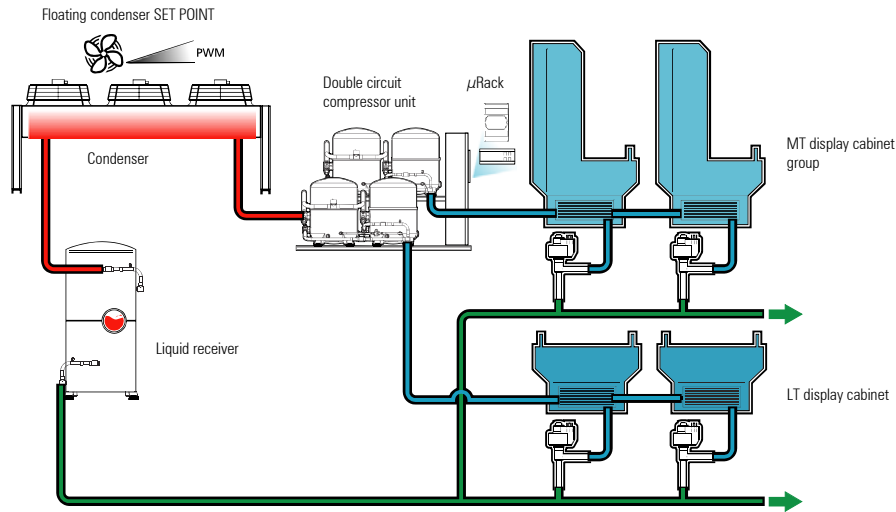 Floating condenser SET POINT
PWM
Double circuit
compressor unit
μRack
Condenser
MT display cabinet
group
Liquid receiver
LT display cabinet